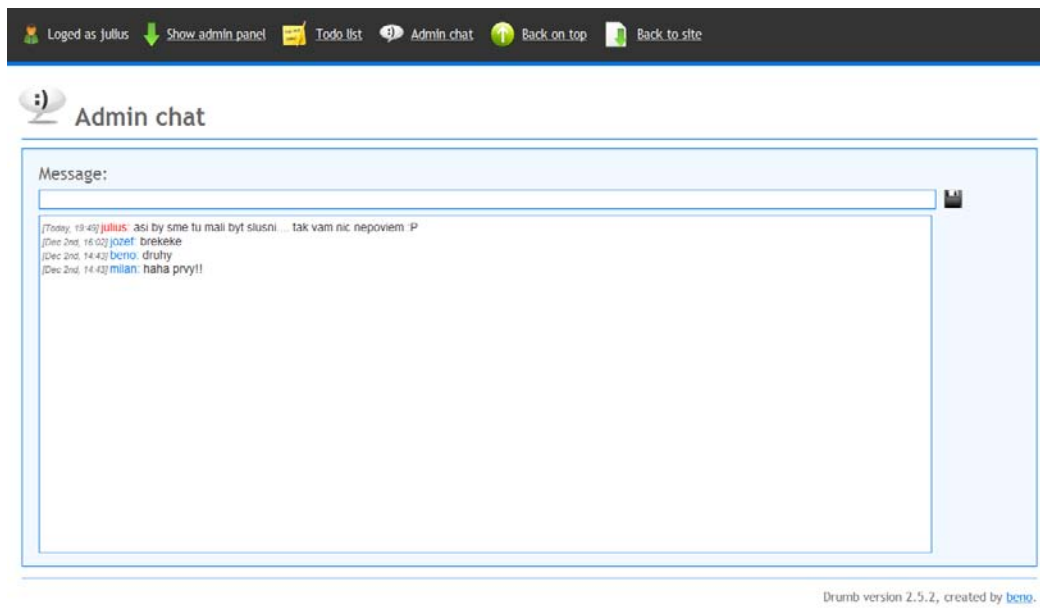 Loged as julius Show admin panel Todo list Admin chat Back on top Back to site
:) Admin chat
Message:
[Today, 19:49] julius: asi by sme tu mali byt slusni.... tak vam nic nepoviem :P
[Dec 2nd, 16:02] jozef: brekeke
[Dec 2nd, 14:43] beno: druhy
[Dec 2nd, 14:43] milan: haha prvy!!
Drumb version 2.5.2, created by beno.